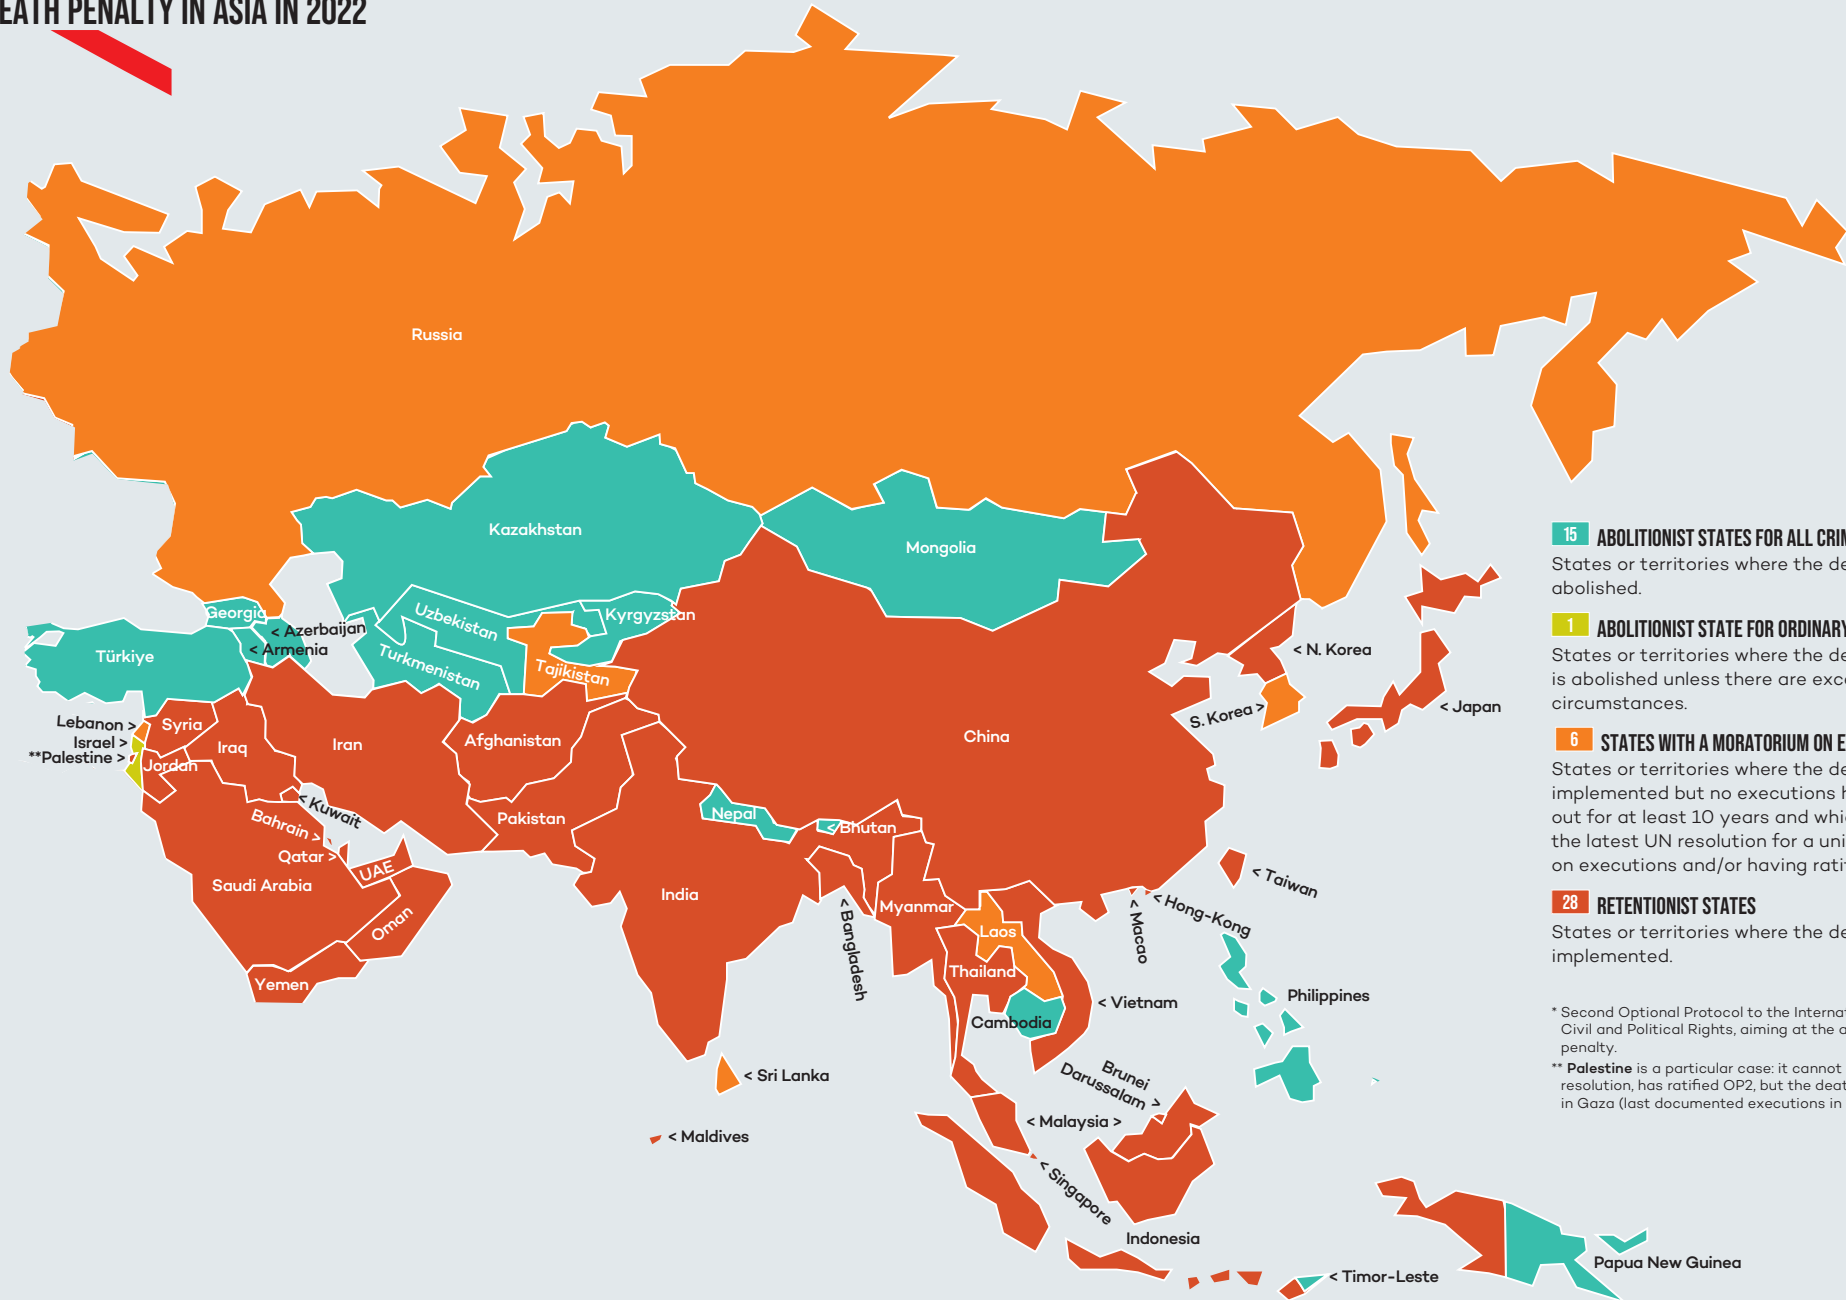 EATH PENALTY IN ASIA IN 2022
Russia
Kazakhstan
Mongolia
Georgia
Uzbekistan
Kyrgyzstan
< Azerbaijan
< Armenia
Türkiye
Turkmenistan
Tajikistan
< N. Korea
S. Korea >
< Japan
Lebanon >
Syria
Israel >
**Palestine >
Jordan
Iraq
Iran
Afghanistan
China
< Kuwait
Bahrain >
Qatar >
UAE
Saudi Arabia
Oman
Yemen
Pakistan
Nepal
< Bhutan
India
< Bangladesh
Myanmar
Laos
Thailand
Cambodia
< Vietnam
< Macao
< Hong-Kong
< Taiwan
Philippines
< Sri Lanka
< Maldives
Brunei
Darussalam >
< Malaysia >
< Singapore
Indonesia
< Timor-Leste
Papua New Guinea
15 ABOLITIONIST STATES FOR ALL CRIM
States or territories where the de
abolished.
1 ABOLITIONIST STATE FOR ORDINARY
States or territories where the de
is abolished unless there are exce
circumstances.
6 STATES WITH A MORATORIUM ON E
States or territories where the de
implemented but no executions h
out for at least 10 years and whi
the latest UN resolution for a uni
on executions and/or having rati
28 RETENTIONIST STATES
States or territories where the de
implemented.
* Second Optional Protocol to the Internat
Civil and Political Rights, aiming at the a
penalty.
** Palestine is a particular case: it cannot
resolution, has ratified OP2, but the deat
in Gaza (last documented executions in